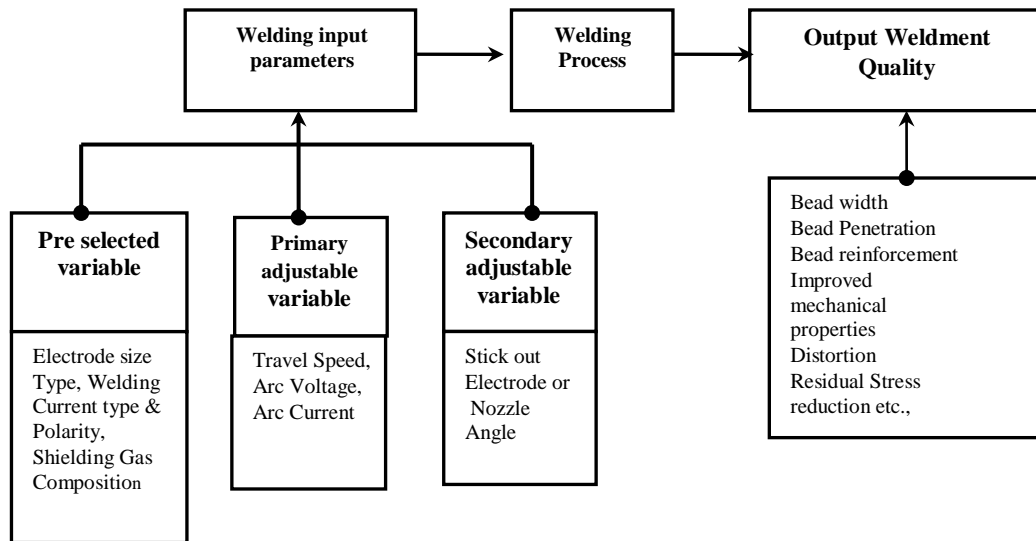 Welding input
parameters
Welding
Process
Output Weldment
Quality
Pre selected
variable
Primary
adjustable
variable
Secondary
adjustable
variable
Electrode size
Type, Welding
Current type &
Polarity,
Shielding Gas
Composition
Travel Speed,
Arc Voltage,
Arc Current
Stick out
Electrode or
Nozzle
Angle
Bead width
Bead Penetration
Bead reinforcement
Improved
mechanical
properties
Distortion
Residual Stress
reduction etc.,